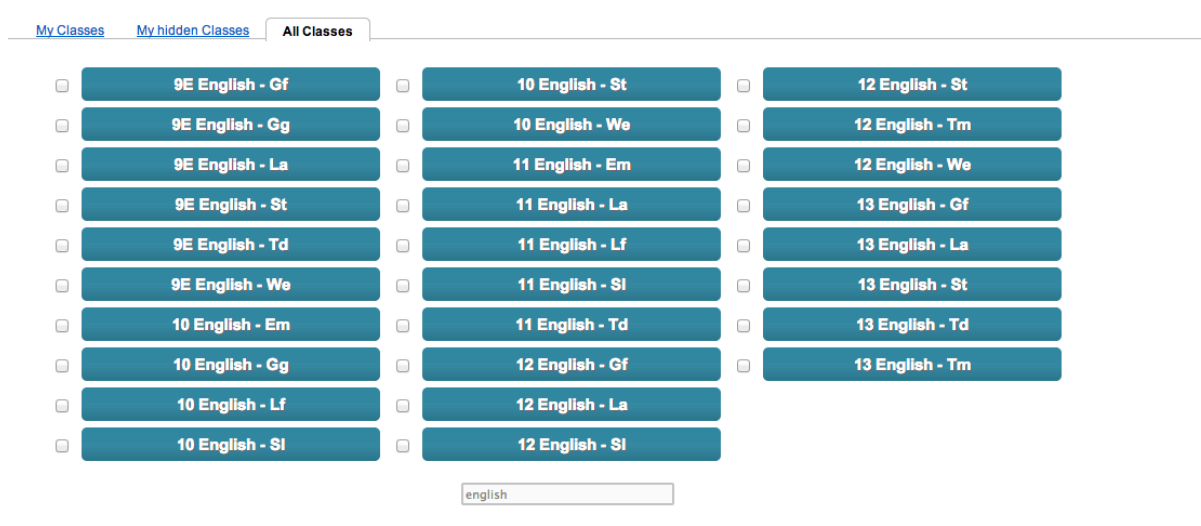 My Classes My hidden Classes All Classes
9E English - Gf 10 English - St 12 English - St
9E English - Gg 10 English - We 12 English - Tm
9E English - La 11 English - Em 12 English - We
9E English - St 11 English - La 13 English - Gf
9E English - Td 11 English - Lf 13 English - La
9E English - We 11 English - Sl 13 English - St
10 English - Em 11 English - Td 13 English - Td
10 English - Gg 12 English - Gf 13 English - Tm
10 English - Lf 12 English - La
10 English - Sl 12 English - Sl
english